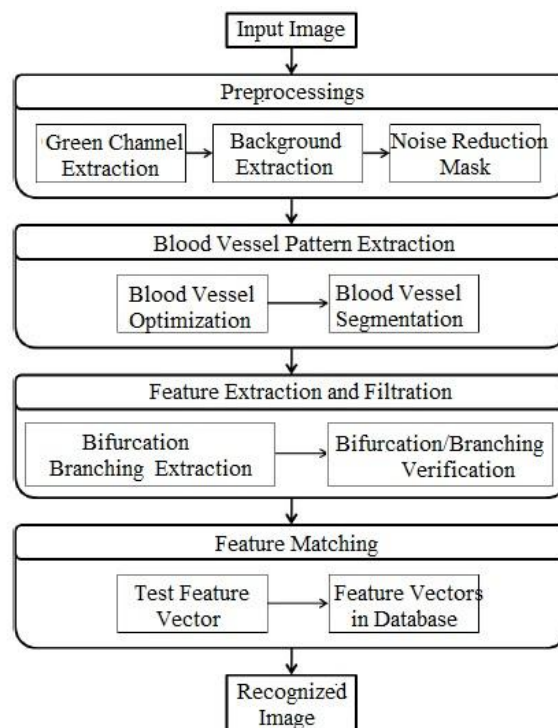 Input Image
Preprocessings
Green Channel
Extraction
Background
Extraction
Noise Reduction
Mask
Blood Vessel Pattern Extraction
Blood Vessel
Optimization
Blood Vessel
Segmentation
Feature Extraction and Filtration
Bifurcation
Branching Extraction
Bifurcation/Branching
Verification
Feature Matching
Test Feature
Vector
Feature Vectors
in Database
Recognized
Image